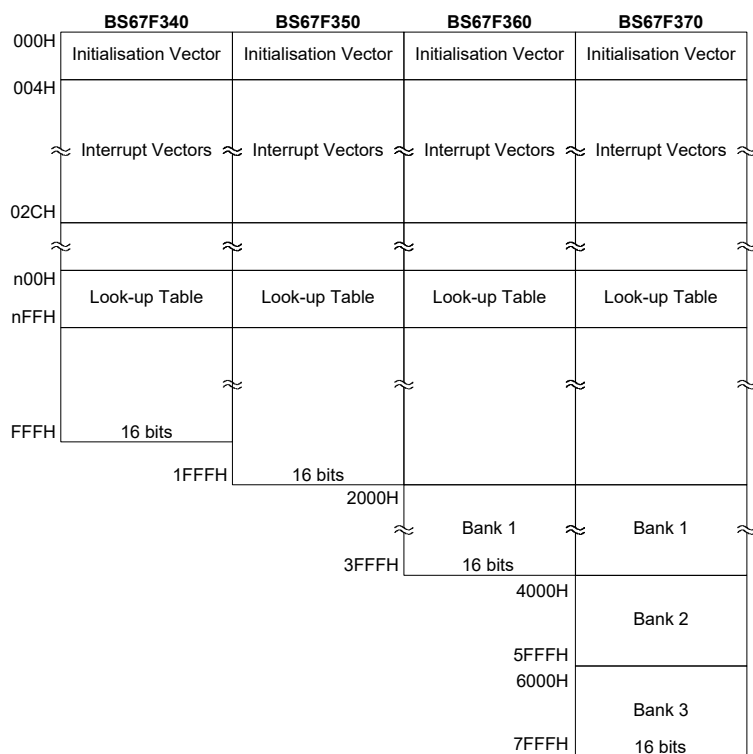 BS67F340 BS67F350 BS67F360 BS67F370
000H
Initialisation Vector Initialisation Vector Initialisation Vector Initialisation Vector
004H
Interrupt Vectors Interrupt Vectors Interrupt Vectors Interrupt Vectors
02CH
n00H
Look-up Table Look-up Table Look-up Table Look-up Table
nFFH
FFFH 16 bits
1FFFH 16 bits
2000H
Bank 1 Bank 1
3FFFH 16 bits
4000H
Bank 2
5FFFH
6000H
Bank 3
7FFFH 16 bits